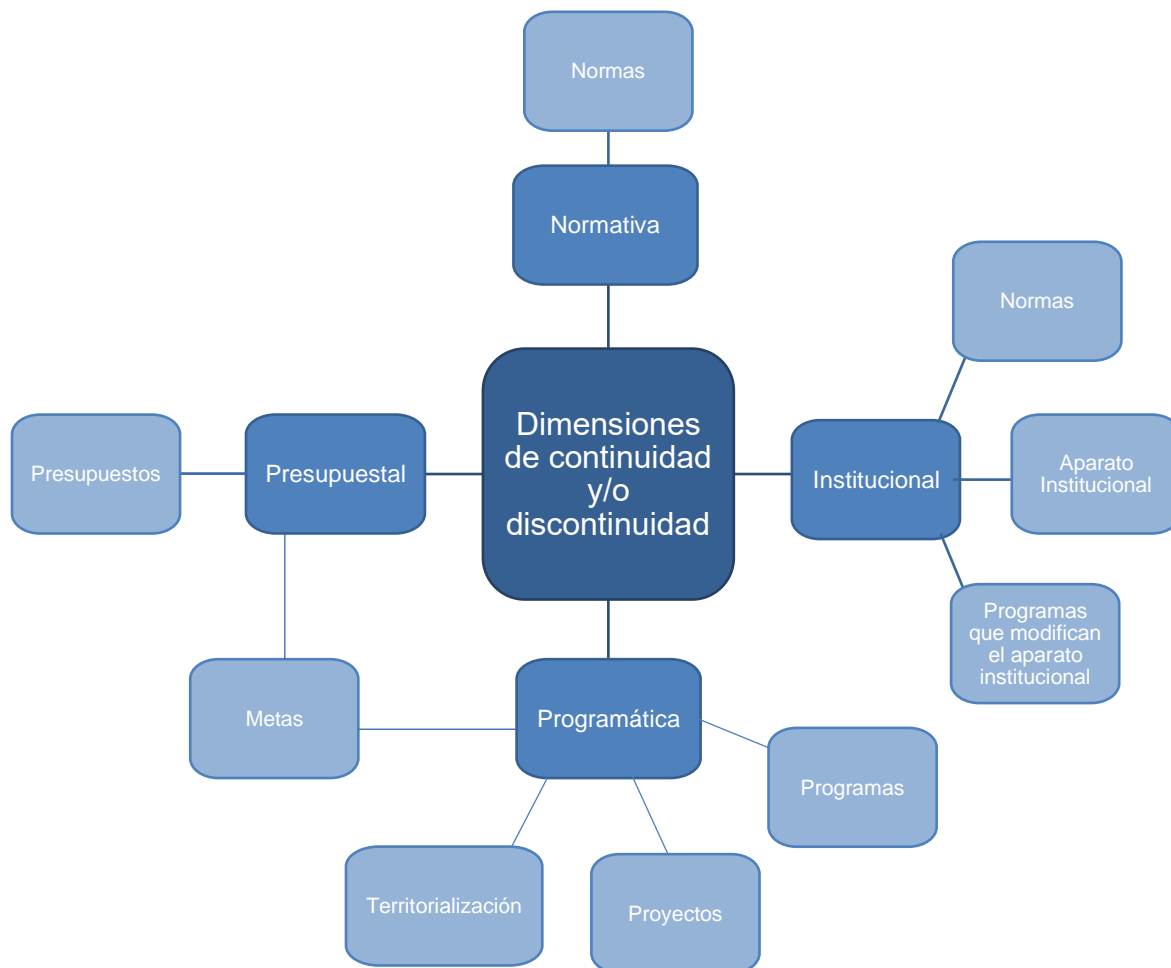 Normas
Normativa
Normas
Dimensiones
de continuidad
y/o
discontinuidad
Presupuestos
Presupuestal
Institucional
Aparato
Institucional
Programas
que modifican
el aparato
institucional
Metas
Programática
Programas
Territorialización
Proyectos